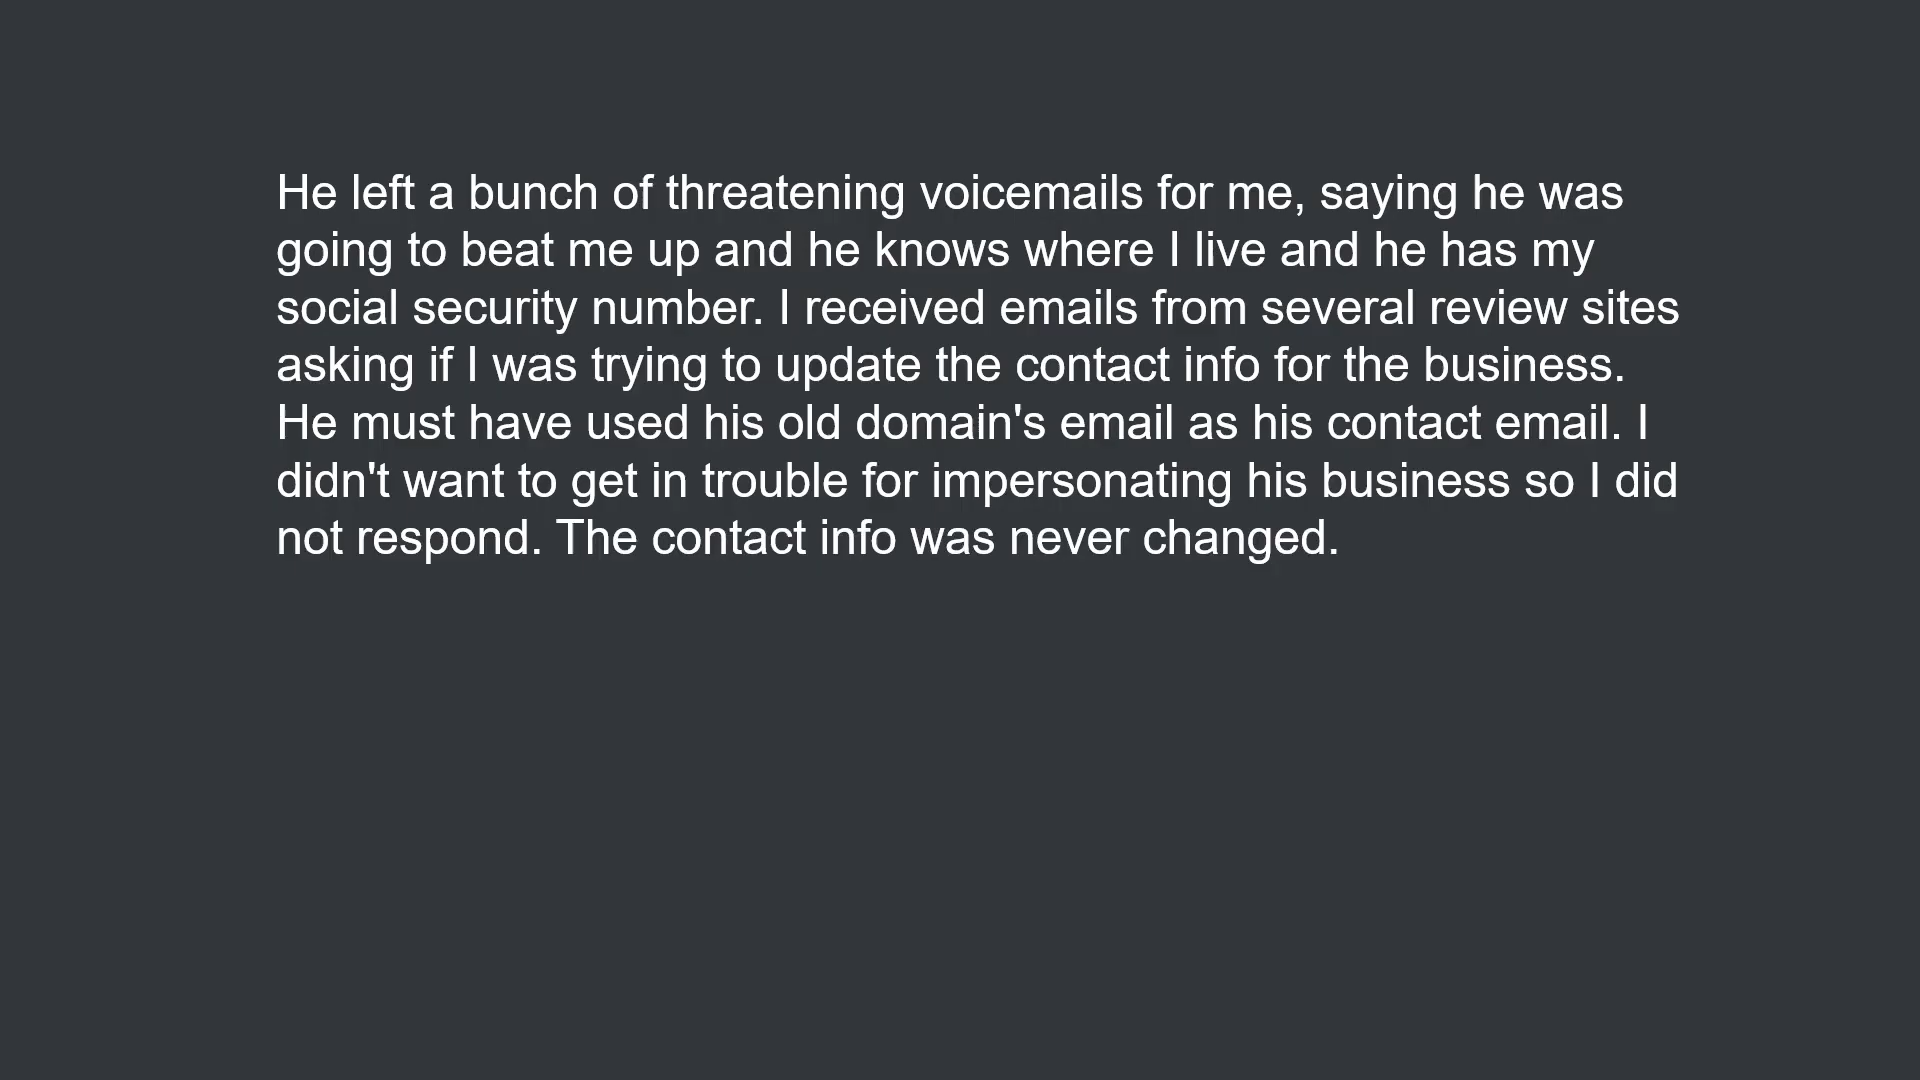 He left a bunch of threatening voicemails for me, saying he was
going to beat me up and he knows where I live and he has my
social security number. I received emails from several review sites
asking if I was trying to update the contact info for the business.
He must have used his old domain's email as his contact email. I
didn't want to get in trouble for impersonating his business so I did
not respond. The contact info was never changed.